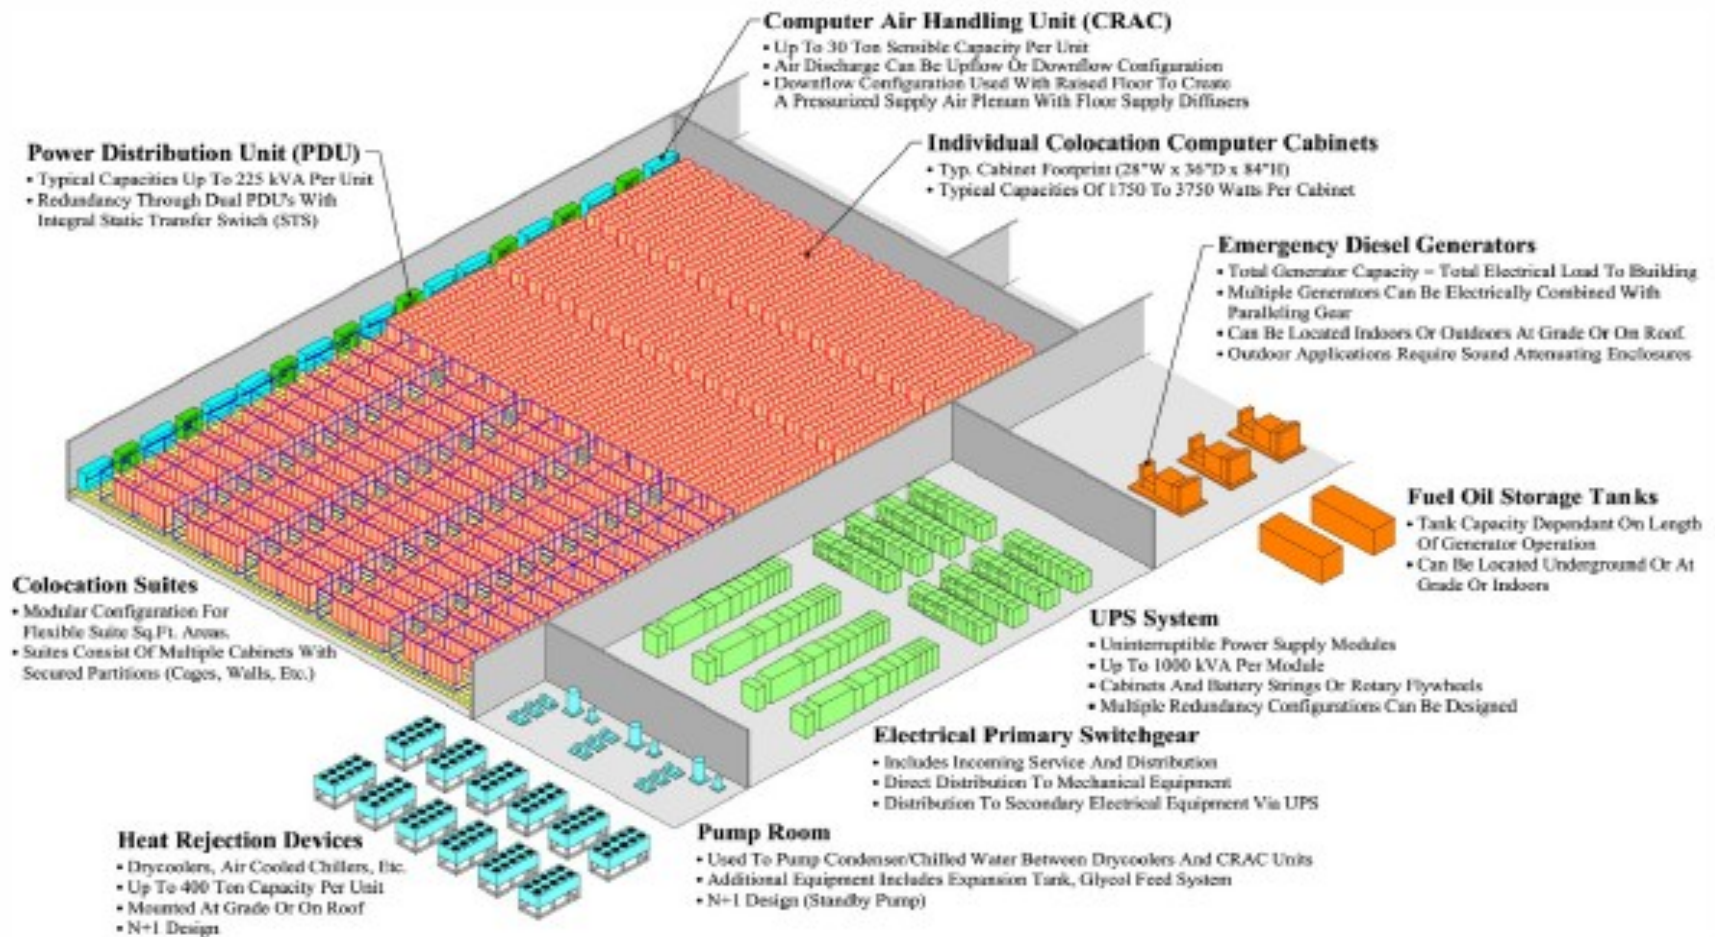 Computer Air Handling Unit (CRAC)
• Up To 30 Ton Sensible Capacity Per Unit
• Air Discharge Can Be Upflow Or Downflow Configuration
• Downflow Configuration Used With Raised Floor To Create
A Pressurized Supply Air Plenum With Floor Supply Diffusers
Power Distribution Unit (PDU)
• Typical Capacities Up To 225 kVA Per Unit
• Redundancy Through Dual PDU's With
Integral Static Transfer Switch (STS)
Individual Colocation Computer Cabinets
• Typ. Cabinet Footprint (28"W x 36"D x 84"H)
• Typical Capacities Of 1750 To 3750 Watts Per Cabinet
Emergency Diesel Generators
• Total Generator Capacity = Total Electrical Load To Building
• Multiple Generators Can Be Electrically Combined With
Paralleling Gear
• Can Be Located Indoors Or Outdoors At Grade Or On Roof.
• Outdoor Applications Require Sound Attenuating Enclosures
Fuel Oil Storage Tanks
• Tank Capacity Dependant On Length
Of Generator Operation
• Can Be Located Underground Or At
Grade Or Indoors
Colocation Suites
• Modular Configuration For
Flexible Suite Sq.Ft. Areas.
• Suites Consist Of Multiple Cabinets With
Secured Partitions (Cages, Walls, Etc.)
UPS System
• Uninterruptible Power Supply Modules
• Up To 1000 kVA Per Module
• Cabinets And Battery Strings Or Rotary Flywheels
• Multiple Redundancy Configurations Can Be Designed
Electrical Primary Switchgear
• Includes Incoming Service And Distribution
• Direct Distribution To Mechanical Equipment
• Distribution To Secondary Electrical Equipment Via UPS
Heat Rejection Devices
• Drycoolers, Air Cooled Chillers, Etc.
• Up To 400 Ton Capacity Per Unit
• Mounted At Grade Or On Roof
• N+1 Design
Pump Room
• Used To Pump Condenser/Chilled Water Between Drycoolers And CRAC Units
• Additional Equipment Includes Expansion Tank, Glycol Feed System
• N+1 Design (Standby Pump)